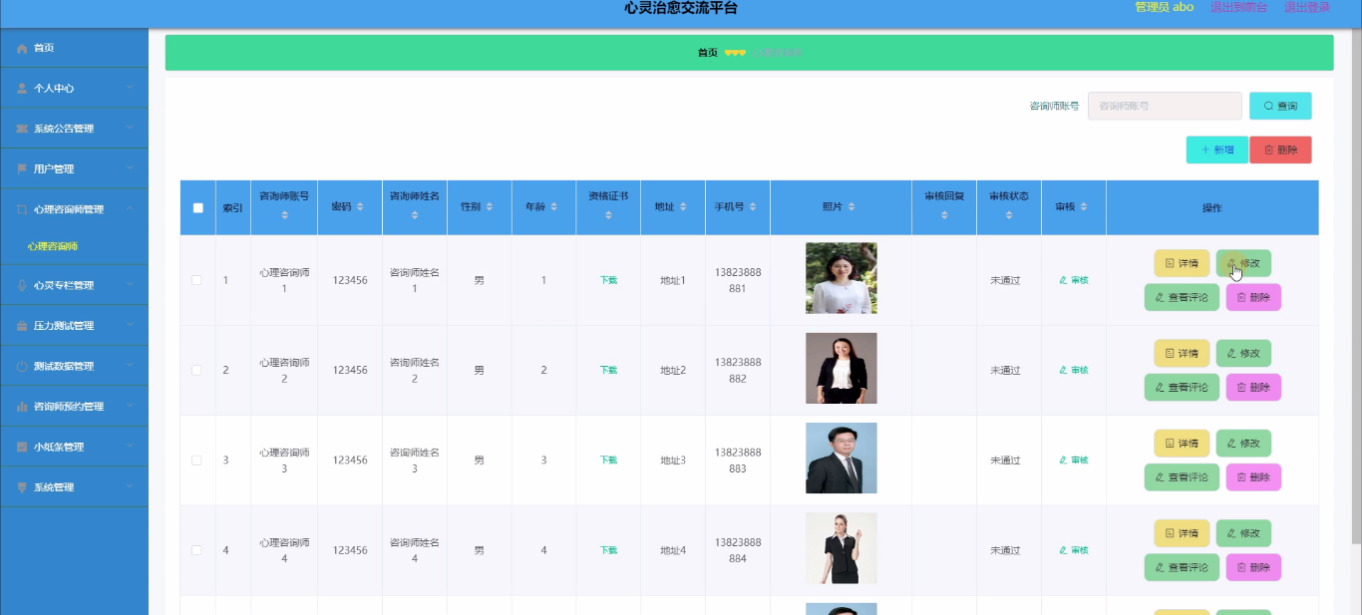 心灵治愈交流平台
管理员 abo 退出到前台 退出登录
首页
个人中心
系统公告管理
用户管理
心理咨询师管理
心理咨询师
心灵专栏管理
压力测试管理
测试数据管理
咨询师预约管理
小纸条管理
系统管理
首页
咨询师账号 咨询师账号 查询
新增 删除
索引 咨询师账号 密码 咨询师姓名 性别 年龄 资格证书 地址 手机号 照片 审核回复 审核状态 审核 操作
1 心理咨询师1 123456 咨询师姓名1 男 1 下载 地址1 13823888881 未通过 审核 详情 修改
查看评论 删除
2 心理咨询师2 123456 咨询师姓名2 男 2 下载 地址2 13823888882 未通过 审核 详情 修改
查看评论 删除
3 心理咨询师3 123456 咨询师姓名3 男 3 下载 地址3 13823888883 未通过 审核 详情 修改
查看评论 删除
4 心理咨询师4 123456 咨询师姓名4 男 4 下载 地址4 13823888884 未通过 审核 详情 修改
查看评论 删除